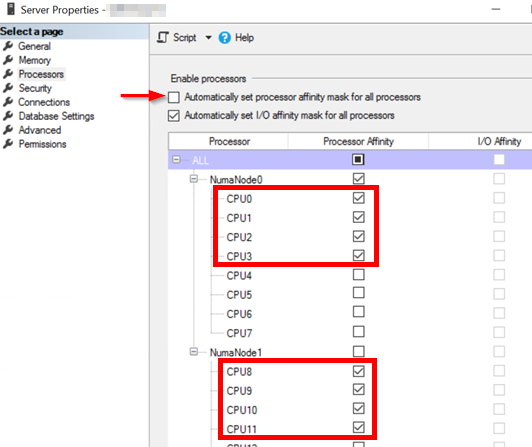 Server Properties -
Select a page
General
Memory
Processors
Security
Connections
Database Settings
Advanced
Permissions
Script Help
Enable processors
Automatically set processor affinity mask for all processors
Automatically set I/O affinity mask for all processors
Processor Processor Affinity I/O Affinity
ALL
NumaNode0
CPU0
CPU1
CPU2
CPU3
CPU4
CPU5
CPU6
CPU7
NumaNode1
CPU8
CPU9
CPU10
CPU11